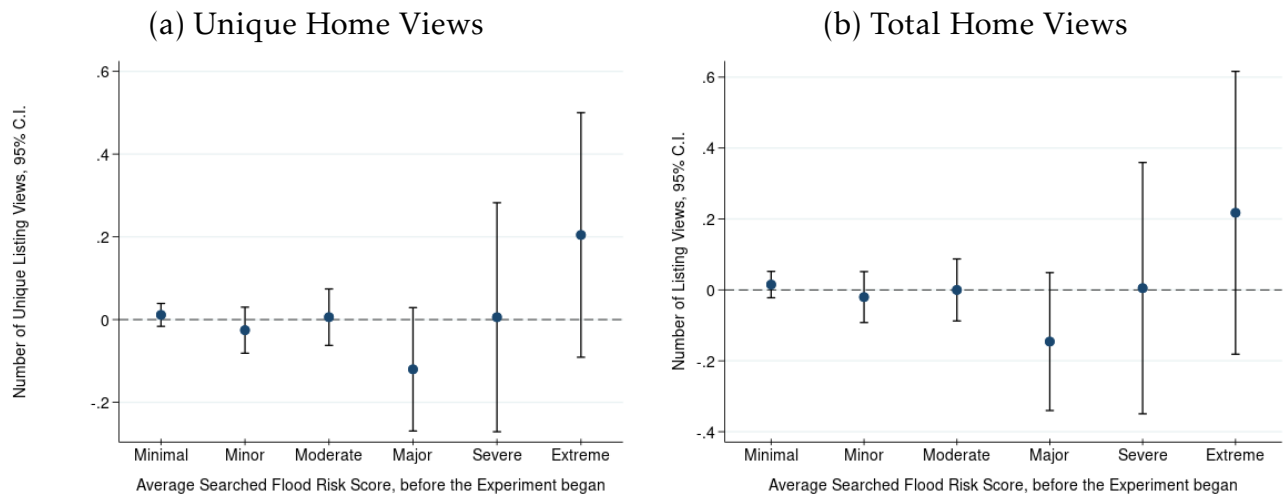 (a) Unique Home Views
Number of Unique Listing Views, 95% C.I.
.6
.4
.2
0
-.2
Minimal Minor Moderate Major Severe Extreme
Average Searched Flood Risk Score, before the Experiment began
(b) Total Home Views
Number of Listing Views, 95% C.I.
.6
.4
.2
0
-.2
-.4
Minimal Minor Moderate Major Severe Extreme
Average Searched Flood Risk Score, before the Experiment began